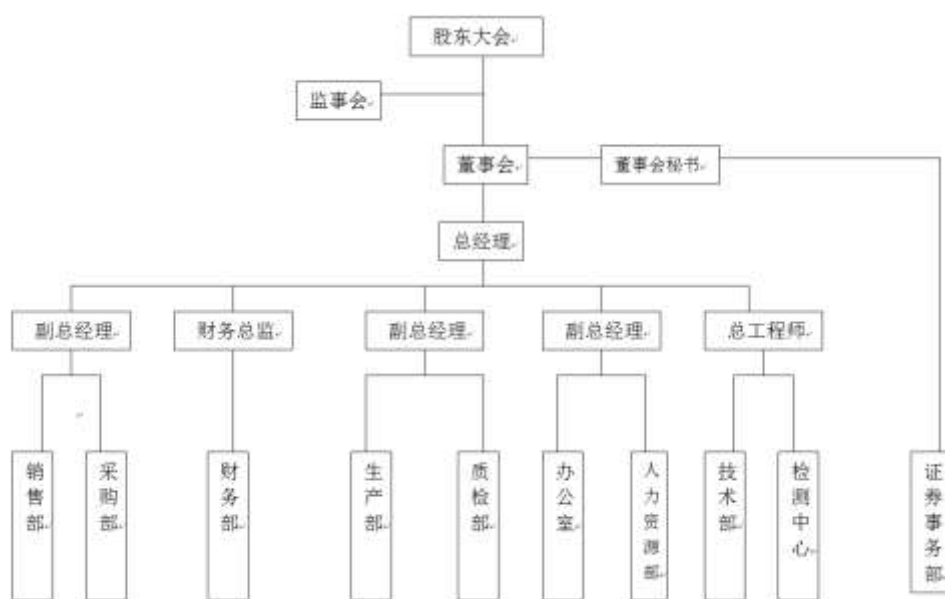 股东大会
监事会
董事会
董事会秘书
总经理
副总经理
财务总监
副总经理
副总经理
总工程师
销售部
采购部
财务部
生产部
质检部
办公室
人力资源部
技术部
检测中心
证券事务部